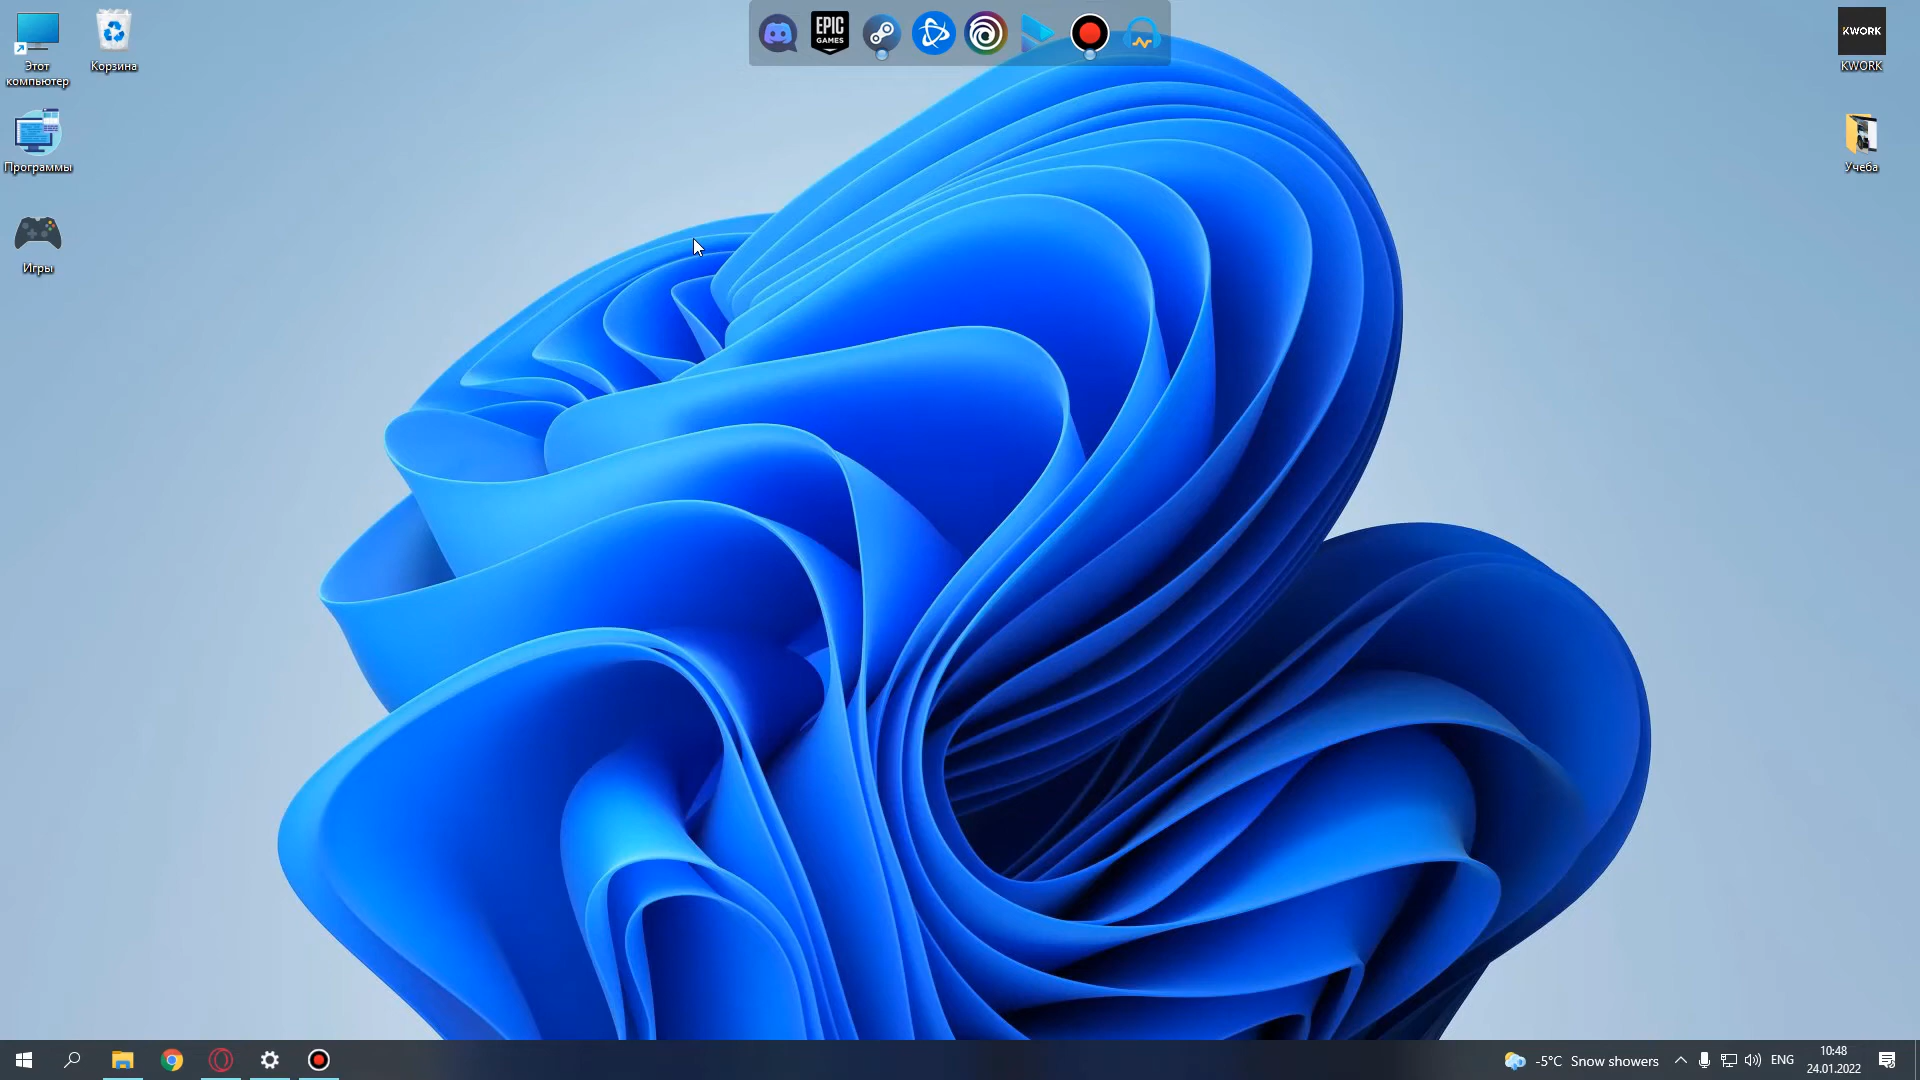 EPIC
GAMES
KWORK
Этот
компьютер
Корзина
KWORK
Программы
Учеба
Игры
-5°C Snow showers
ENG
10:48
24.01.2022